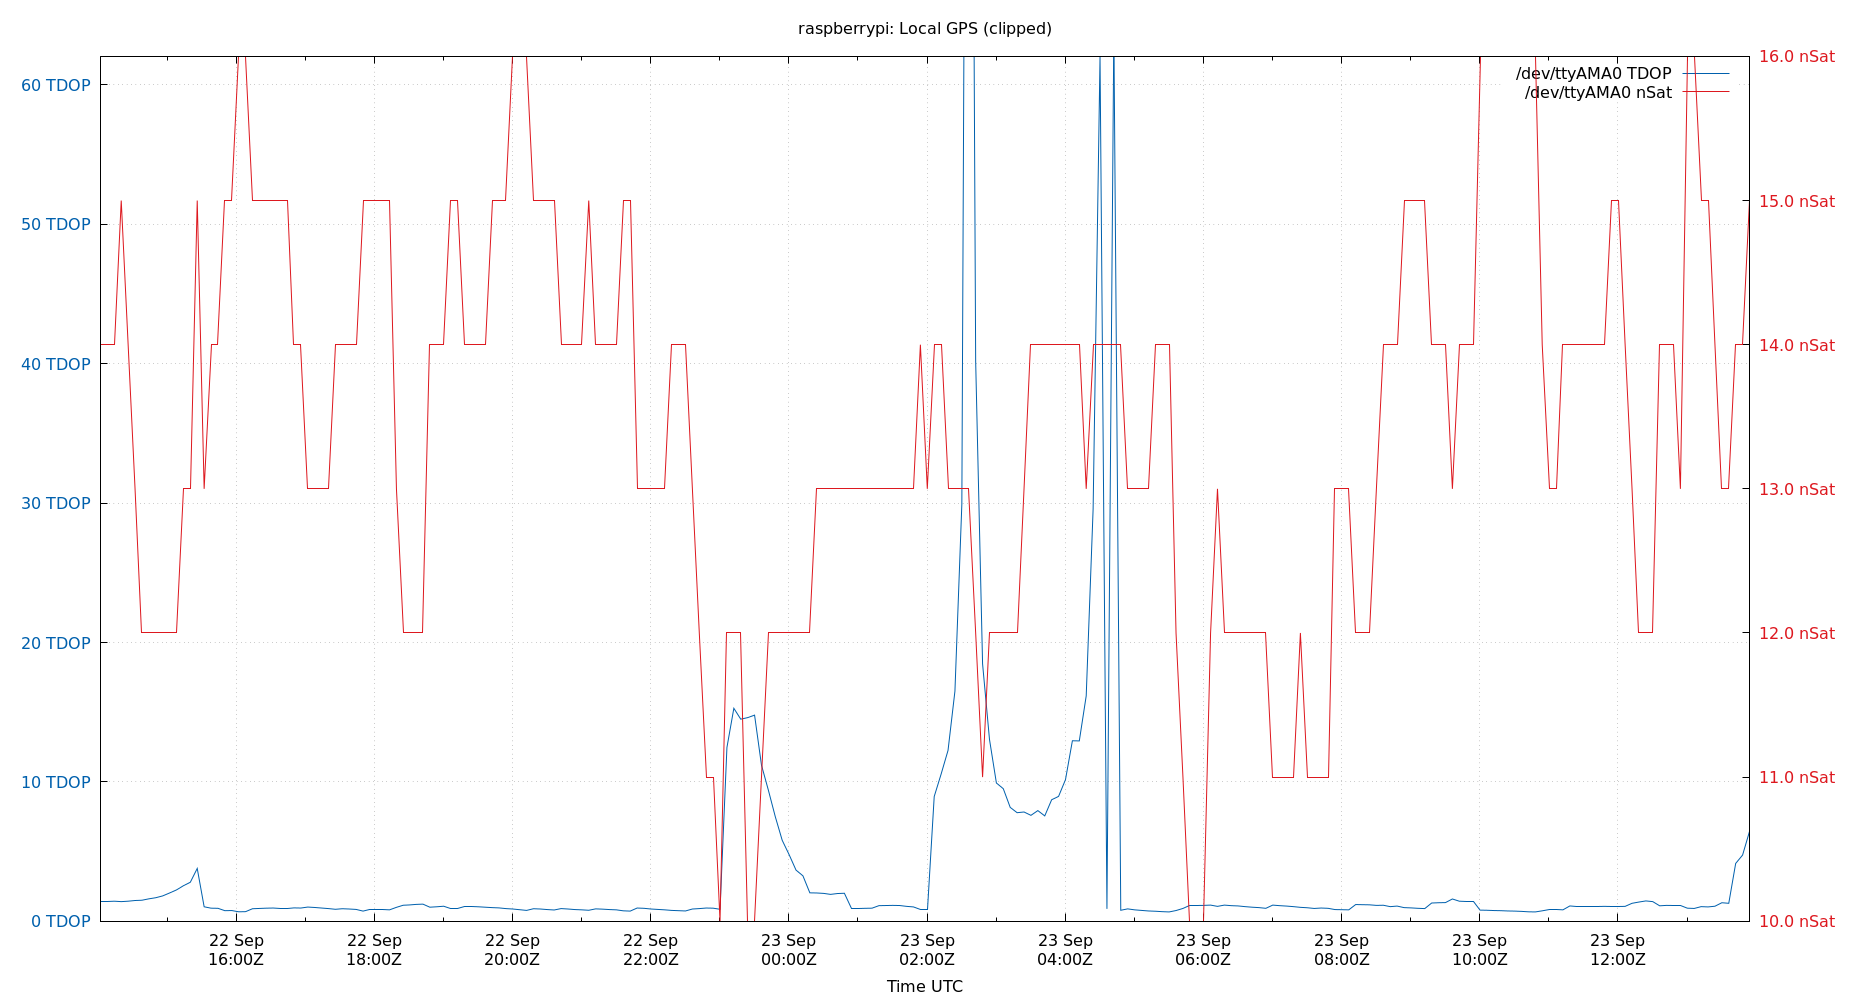 raspberrypi: Local GPS (clipped)
/dev/ttyAMA0 TDOP
/dev/ttyAMA0 nSat
60 TDOP
50 TDOP
40 TDOP
30 TDOP
20 TDOP
10 TDOP
0 TDOP
16.0 nSat
15.0 nSat
14.0 nSat
13.0 nSat
12.0 nSat
11.0 nSat
10.0 nSat
22 Sep
16:00Z
22 Sep
18:00Z
22 Sep
20:00Z
22 Sep
22:00Z
23 Sep
00:00Z
23 Sep
02:00Z
23 Sep
04:00Z
23 Sep
06:00Z
23 Sep
08:00Z
23 Sep
10:00Z
23 Sep
12:00Z
Time UTC